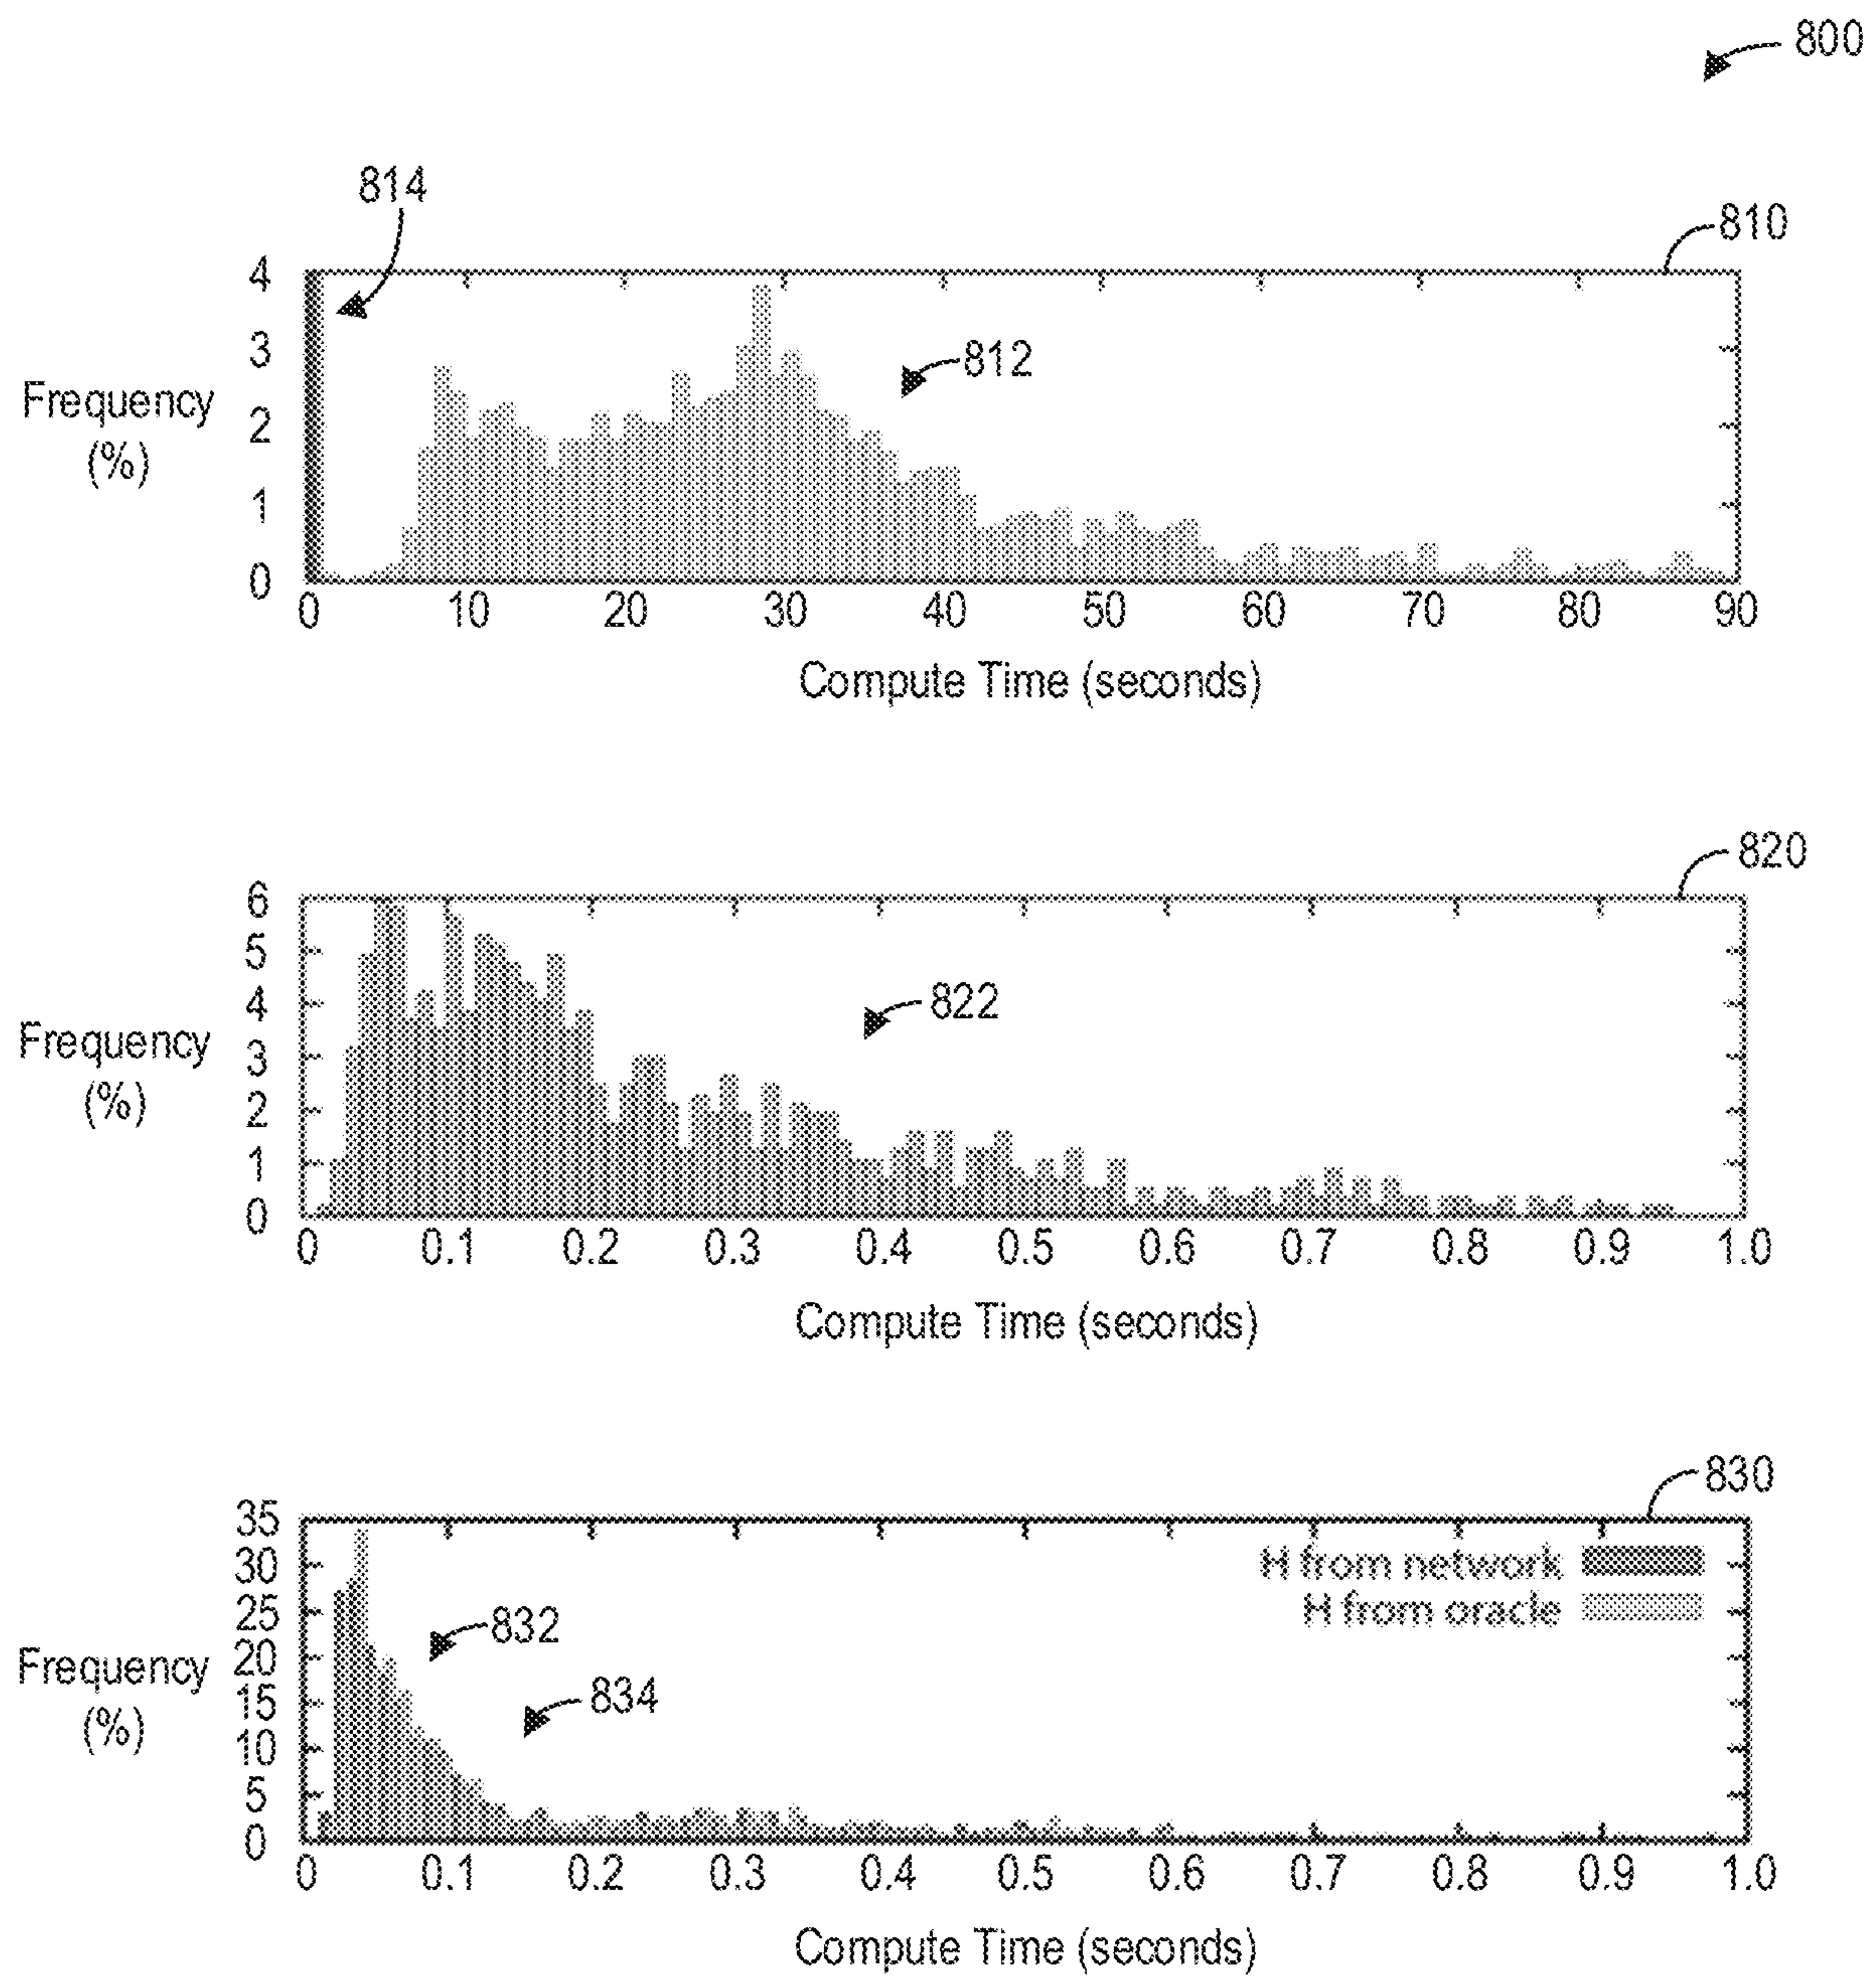 800
814
810
4
3
2
1
0
812
Frequency
(%)
0 10 20 30 40 50 60 70 80 90
Compute Time (seconds)
820
6
5
4
3
2
1
0
822
Frequency
(%)
0 0.1 0.2 0.3 0.4 0.5 0.6 0.7 0.8 0.9 1.0
Compute Time (seconds)
830
35
30
25
20
15
10
5
0
H from network
H from oracle
832
834
Frequency
(%)
0 0.1 0.2 0.3 0.4 0.5 0.6 0.7 0.8 0.9 1.0
Compute Time (seconds)